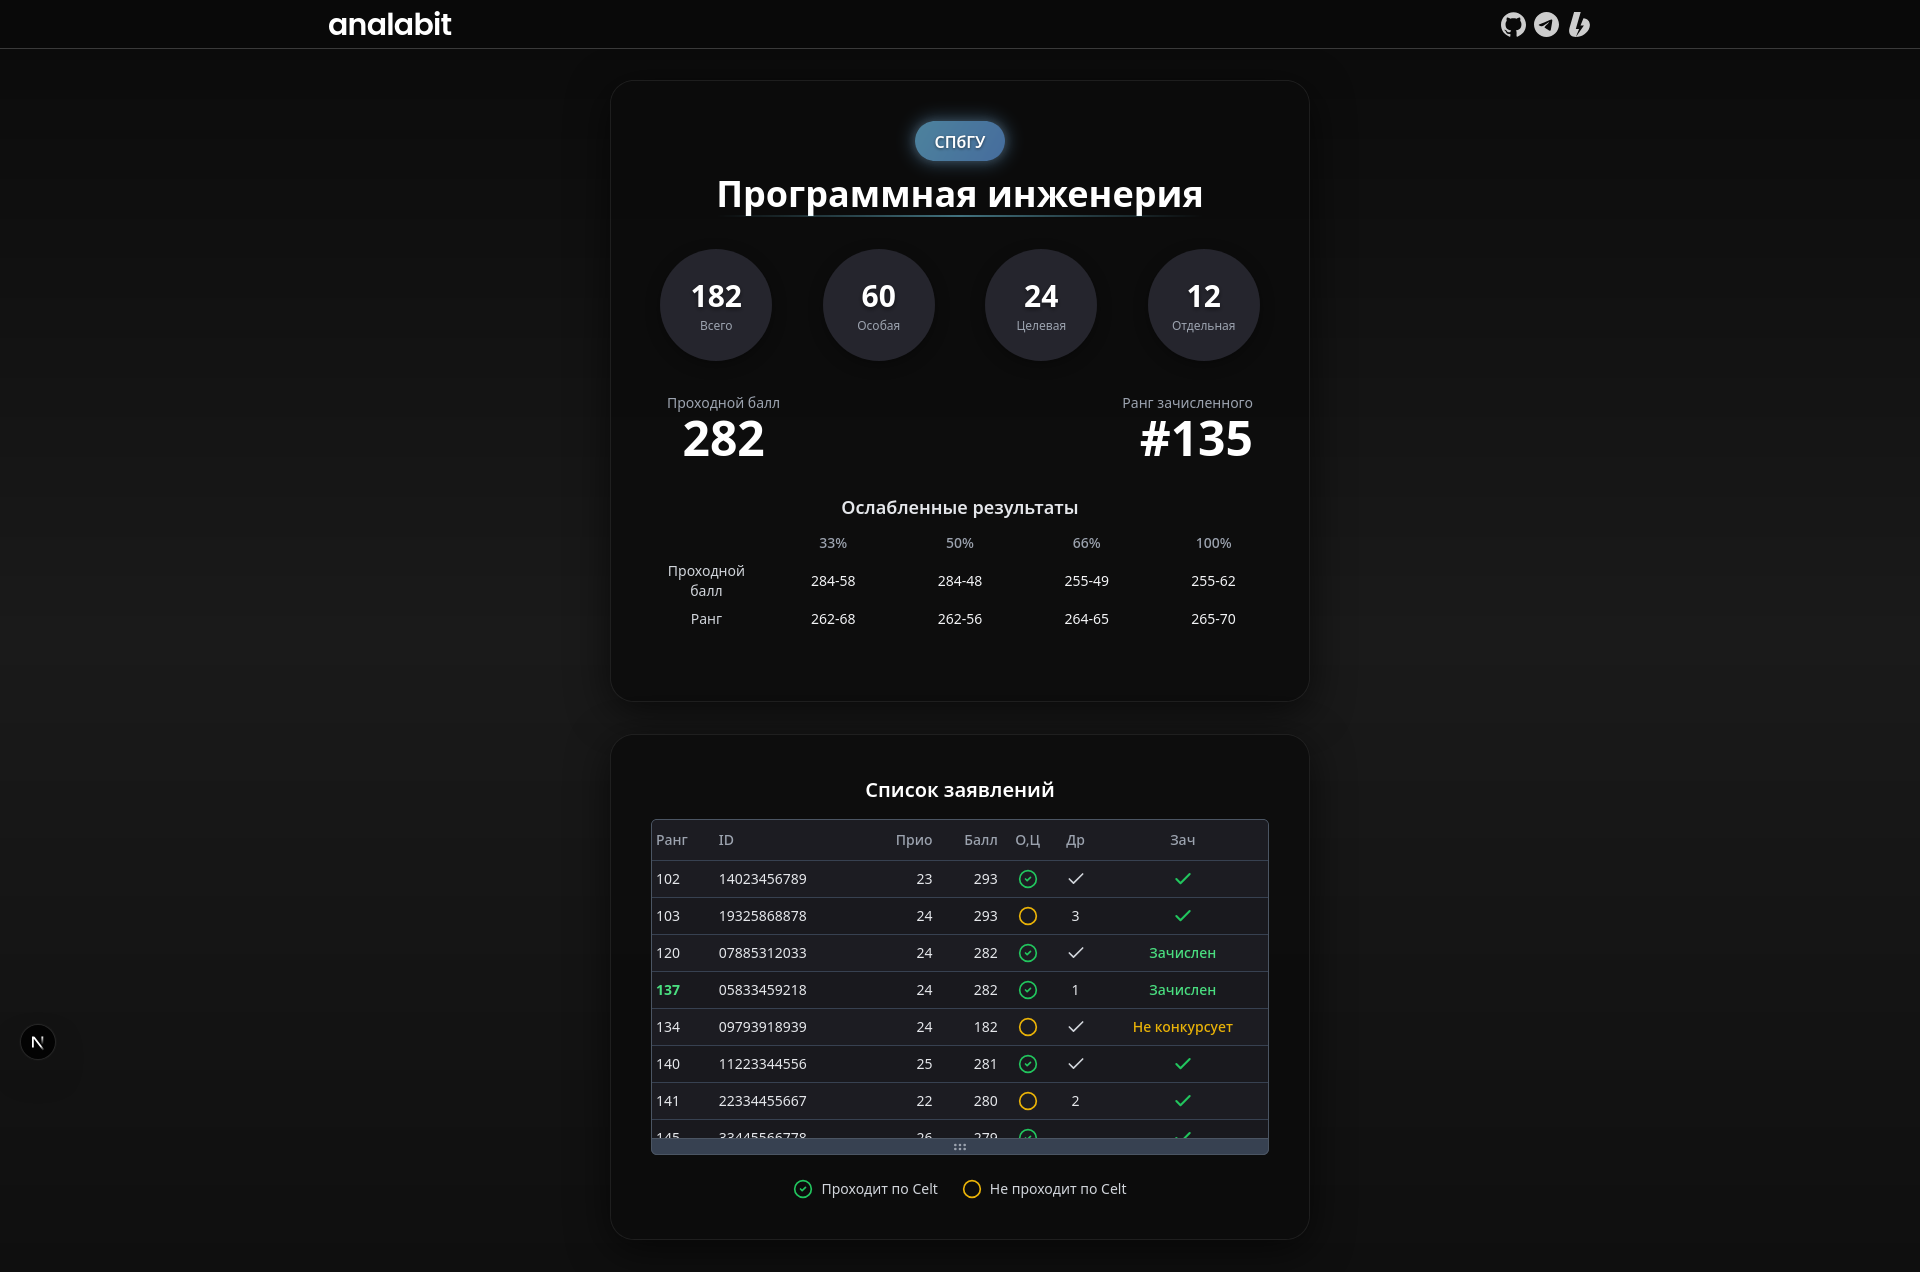 analabit
СПбГУ
Программная инженерия
182 60 24 12
Всего Особая Целевая Отдельная
Проходной балл Ранг зачисленного
282 #135
Ослабленные результаты
33% 50% 66% 100%
Проходной балл 284-58 284-48 255-49 255-62
Ранг 262-68 262-56 264-65 265-70
Список заявлений
Ранг ID Прио Балл О,Ц Др Зач
102 14023456789 23 293
103 19325868878 24 293 3
120 07885312033 24 282 Зачислен
137 05833459218 24 282 1 Зачислен
134 09793918939 24 182 Не конкурсует
140 11223344556 25 281
141 22334455667 22 280 2
145 33445566778 26 279
Проходит по Celt Не проходит по Celt
N